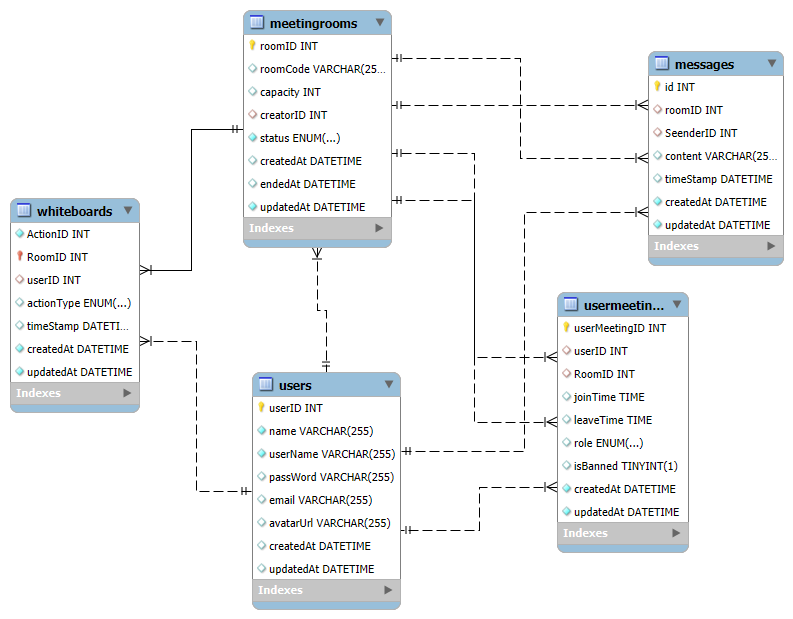 meetingrooms
roomID INT
roomCode VARCHAR(25...
capacity INT
creatorID INT
status ENUM(...)
createdAt DATETIME
endedAt DATETIME
updatedAt DATETIME
Indexes
messages
id INT
roomID INT
SeenderID INT
content VARCHAR(25...
timeStamp DATETIME
createdAt DATETIME
updatedAt DATETIME
Indexes
whiteboards
ActionID INT
RoomID INT
userID INT
actionType ENUM(...)
timeStamp DATETI...
createdAt DATETIME
updatedAt DATETIME
Indexes
usermeetin...
userMeetingID INT
userID INT
RoomID INT
joinTime TIME
leaveTime TIME
role ENUM(...)
isBanned TINYINT(1)
createdAt DATETIME
updatedAt DATETIME
Indexes
users
userID INT
name VARCHAR(255)
userName VARCHAR(255)
passWord VARCHAR(255)
email VARCHAR(255)
avatarUrl VARCHAR(255)
createdAt DATETIME
updatedAt DATETIME
Indexes